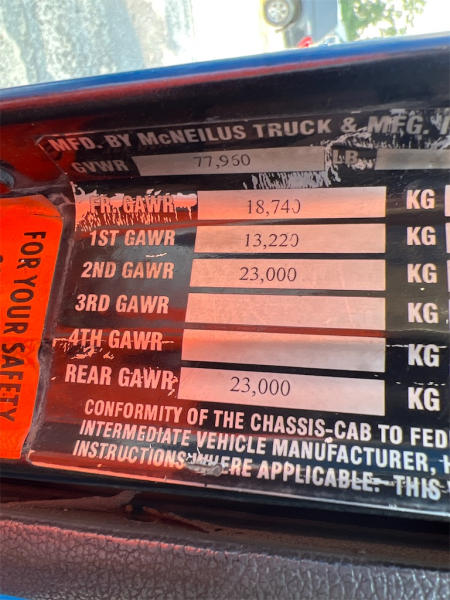 MFD. BY McNEILUS TRUCK & MFG. I
GVWR 77,960 LB
FR GAWR 18,740 KG
1ST GAWR 13,220 KG
2ND GAWR 23,000 KG
3RD GAWR KG
4TH GAWR KG
REAR GAWR 23,000 KG
CONFORMITY OF THE CHASSIS-CAB TO FED
INTERMEDIATE VEHICLE MANUFACTURER, H
INSTRUCTIONS WHERE APPLICABLE. THIS
FOR YOUR SAFETY